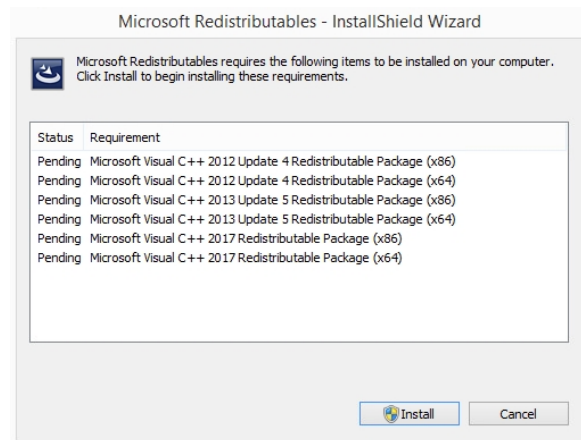 Microsoft Redistributables - InstallShield Wizard
Microsoft Redistributables requires the following items to be installed on your computer.
Click Install to begin installing these requirements.
Status Requirement
Pending Microsoft Visual C++ 2012 Update 4 Redistributable Package (x86)
Pending Microsoft Visual C++ 2012 Update 4 Redistributable Package (x64)
Pending Microsoft Visual C++ 2013 Update 5 Redistributable Package (x86)
Pending Microsoft Visual C++ 2013 Update 5 Redistributable Package (x64)
Pending Microsoft Visual C++ 2017 Redistributable Package (x86)
Pending Microsoft Visual C++ 2017 Redistributable Package (x64)
Install Cancel